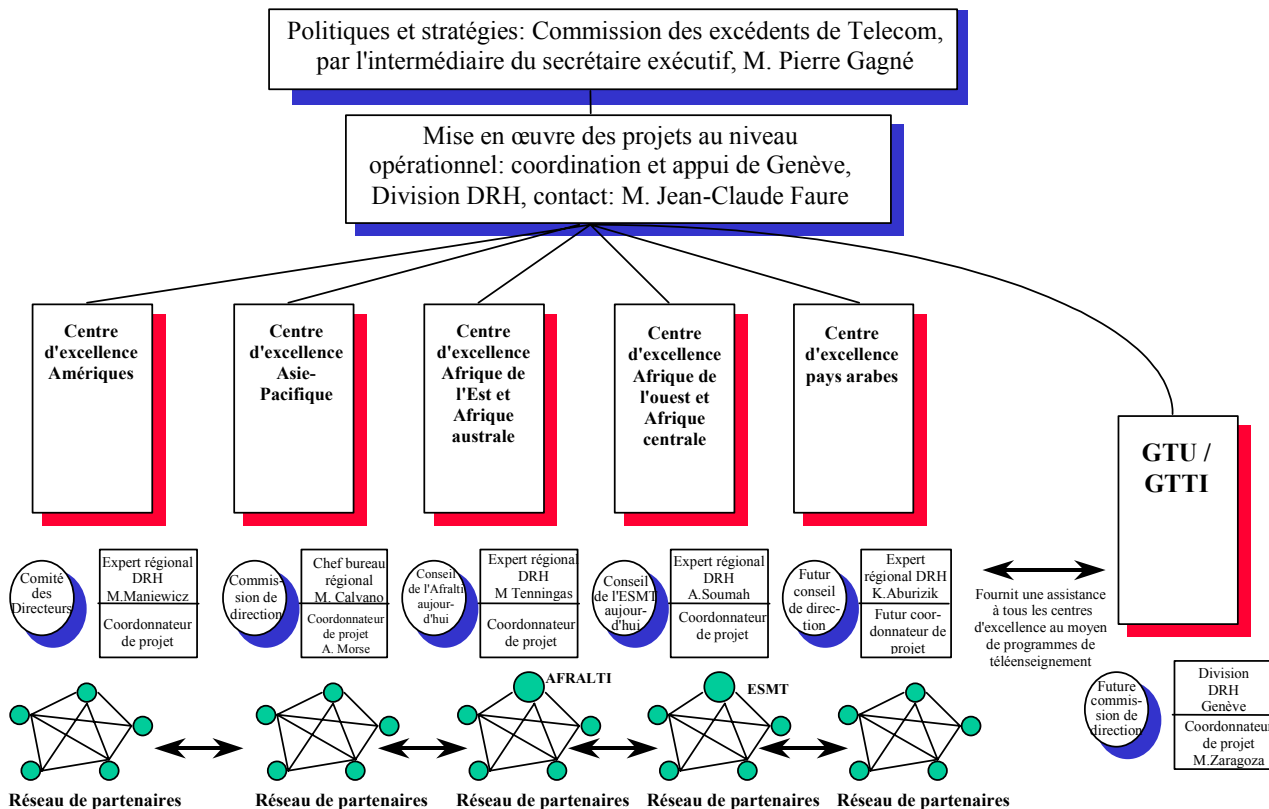 Politiques et stratégies: Commission des excédents de Telecom,
par l'intermédiaire du secrétaire exécutif, M. Pierre Gagné
Mise en œuvre des projets au niveau
opérationnel: coordination et appui de Genève,
Division DRH, contact: M. Jean-Claude Faure
Centre
d'excellence
Amériques
Centre
d'excellence
Asie-
Pacifique
Centre
d'excellence
Afrique de
l'Est et
Afrique
australe
Centre
d'excellence
Afrique de
l'ouest et
Afrique
centrale
Centre
d'excellence
pays arabes
GTU /
GTTI
Comité
des
Directeurs
Expert régional
DRH
M.Maniewicz
Coordonnateur
de projet
Commis-
sion de
direction
Chef bureau
régional
M. Calvano
Coordonnateur
de projet
A. Morse
Conseil
de l'Afralti
aujour-
d'hui
Expert régional
DRH
M Tenningas
Coordonnateur
de projet
Conseil
de l'ESMT
aujour-
d'hui
Expert régional
DRH
A.Soumah
Coordonnateur
de projet
Futur
conseil
de direc-
tion
Expert
régional DRH
K.Aburizik
Futur coor-
donnateur de
projet
Fournit une assistance
à tous les centres
d'excellence au moyen
de programmes de
téléenseignement
Future
commis-
sion de
direction
Division
DRH
Genève
Coordonnateur
de projet
M.Zaragoza
AFRALTI
ESMT
Réseau de partenaires
Réseau de partenaires
Réseau de partenaires
Réseau de partenaires
Réseau de partenaires